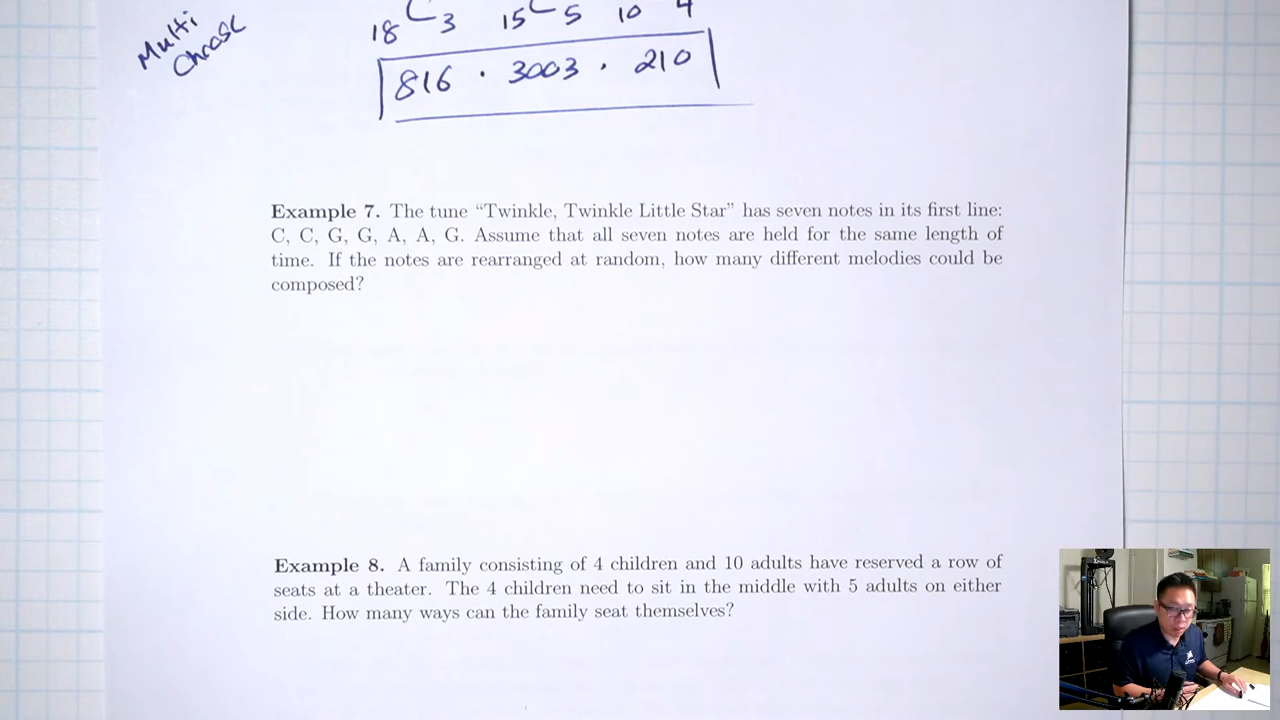 Multi
Choose
18 C 3 15 C 5 10 4
816 · 3003 · 210
Example 7. The tune “Twinkle, Twinkle Little Star” has seven notes in its first line:
C, C, G, G, A, A, G. Assume that all seven notes are held for the same length of
time. If the notes are rearranged at random, how many different melodies could be
composed?
Example 8. A family consisting of 4 children and 10 adults have reserved a row of
seats at a theater. The 4 children need to sit in the middle with 5 adults on either
side. How many ways can the family seat themselves?